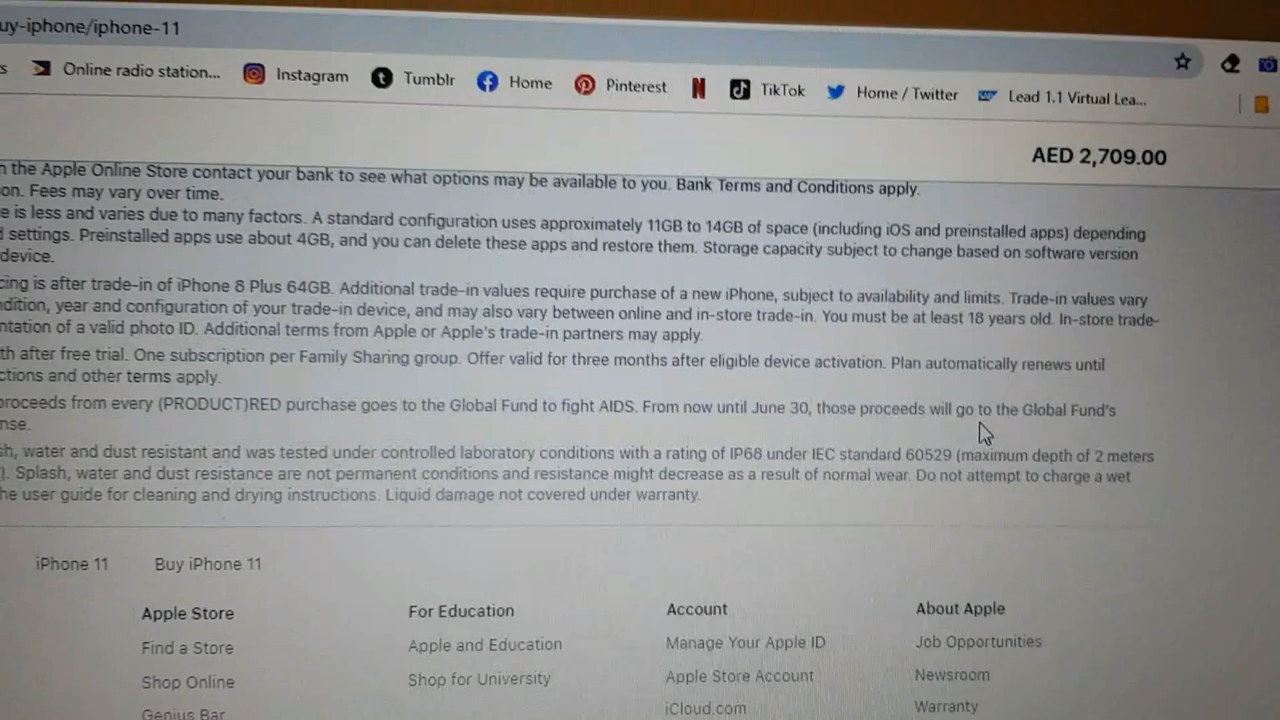 uy-iphone/iphone-11
s Online radio station... Instagram Tumblr Home Pinterest N TikTok Home / Twitter SAP Lead 1.1 Virtual Lea...
AED 2,709.00
n the Apple Online Store contact your bank to see what options may be available to you. Bank Terms and Conditions apply.
on. Fees may vary over time.
e is less and varies due to many factors. A standard configuration uses approximately 11GB to 14GB of space (including iOS and preinstalled apps) depending
d settings. Preinstalled apps use about 4GB, and you can delete these apps and restore them. Storage capacity subject to change based on software version
device.
cing is after trade-in of iPhone 8 Plus 64GB. Additional trade-in values require purchase of a new iPhone, subject to availability and limits. Trade-in values vary
ndition, year and configuration of your trade-in device, and may also vary between online and in-store trade-in. You must be at least 18 years old. In-store trade-
ntation of a valid photo ID. Additional terms from Apple or Apple's trade-in partners may apply.
th after free trial. One subscription per Family Sharing group. Offer valid for three months after eligible device activation. Plan automatically renews until
ctions and other terms apply.
proceeds from every (PRODUCT)RED purchase goes to the Global Fund to fight AIDS. From now until June 30, those proceeds will go to the Global Fund's
nse.
sh, water and dust resistant and was tested under controlled laboratory conditions with a rating of IP68 under IEC standard 60529 (maximum depth of 2 meters
). Splash, water and dust resistance are not permanent conditions and resistance might decrease as a result of normal wear. Do not attempt to charge a wet
he user guide for cleaning and drying instructions. Liquid damage not covered under warranty.
iPhone 11 Buy iPhone 11
Apple Store For Education Account About Apple
Find a Store Apple and Education Manage Your Apple ID Job Opportunities
Shop Online Shop for University Apple Store Account Newsroom
Genius Bar iCloud.com Warranty